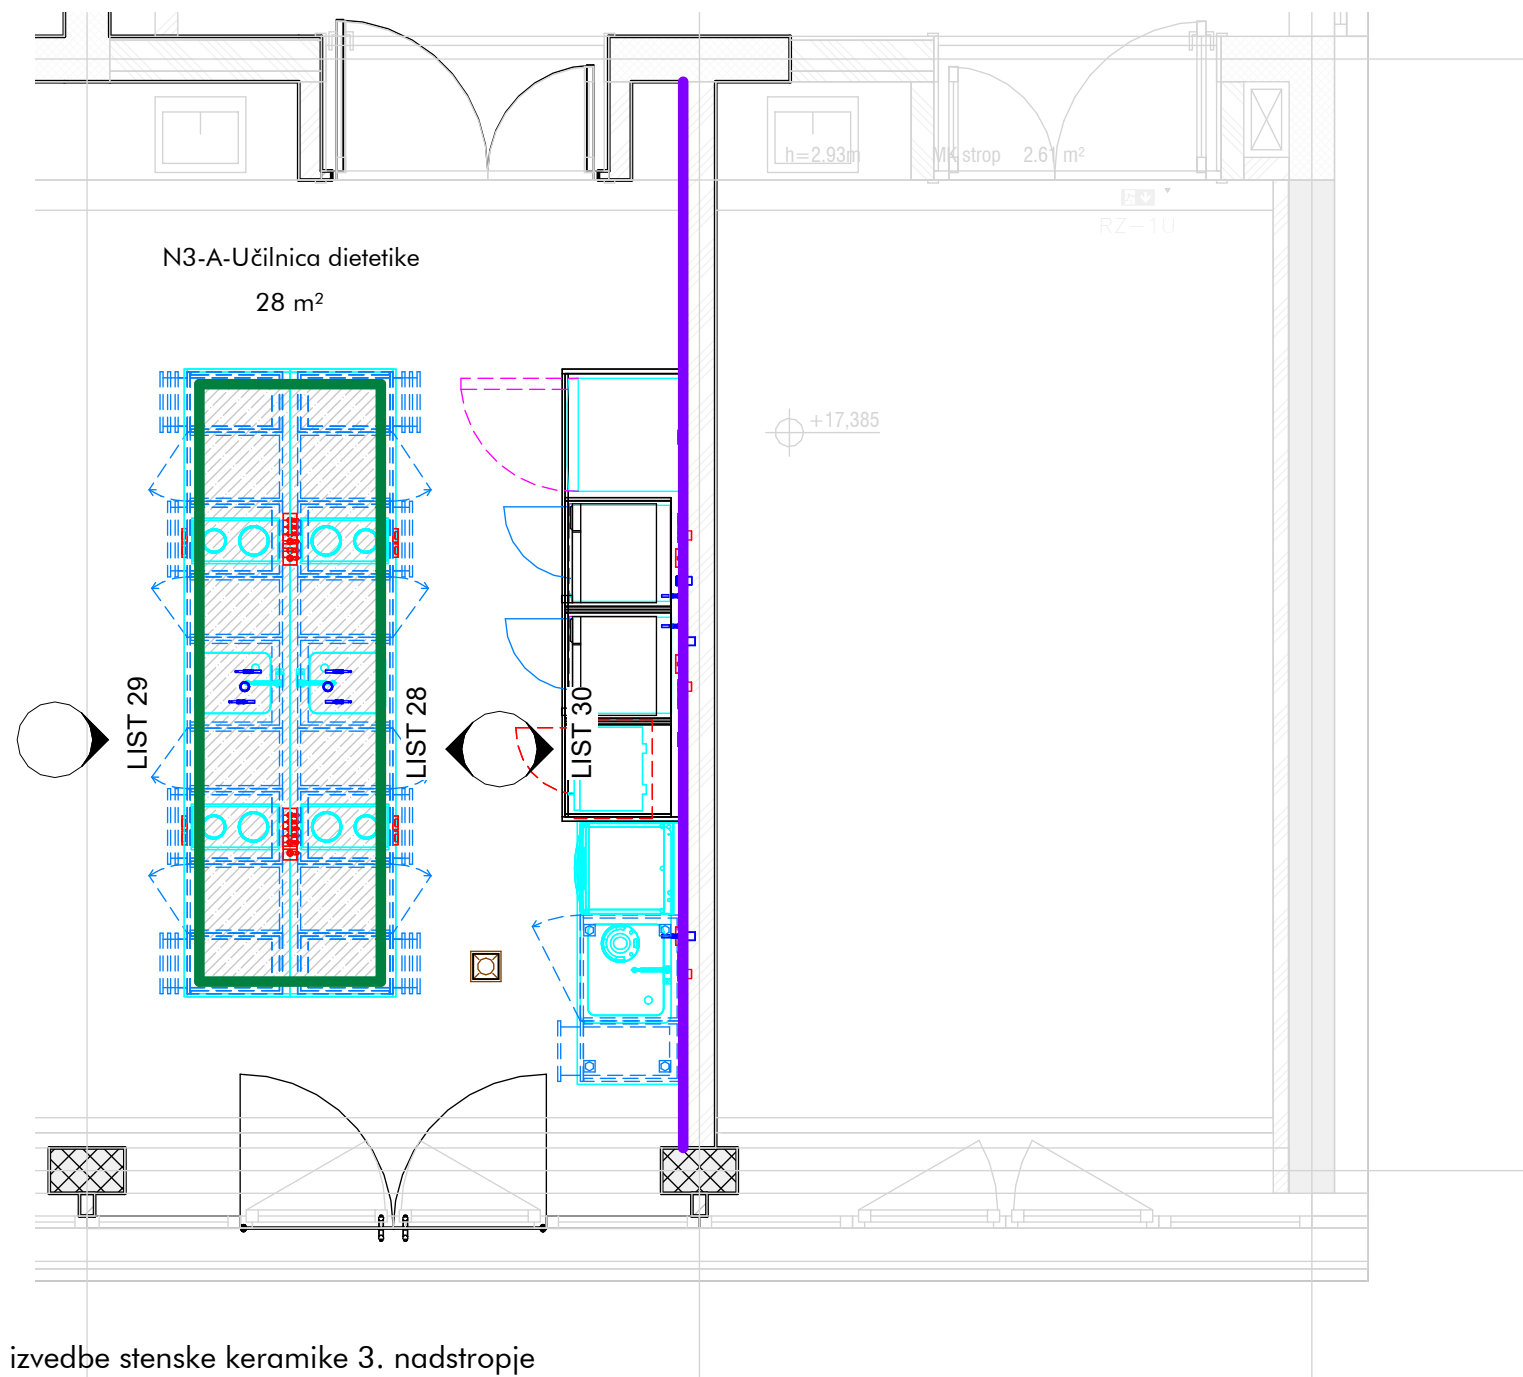 h=2.93m
MK strop 2.61 m²
RZ-1U
N3-A-Učilnica dietetike
28 m²
+17,385
LIST 29
LIST 28
LIST 30
izvedbe stenske keramike 3. nadstropje